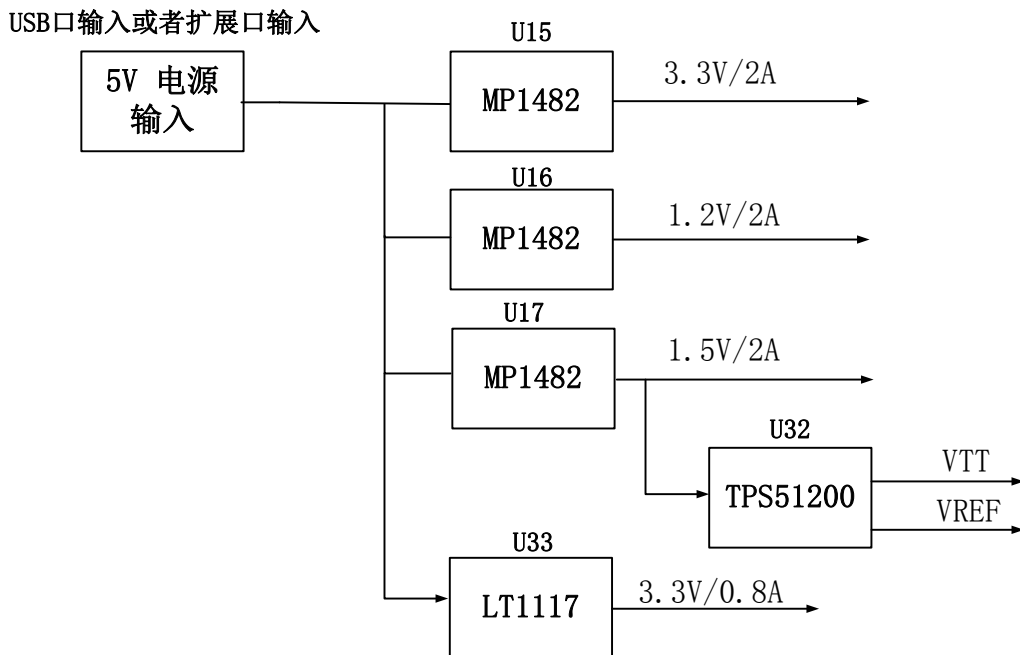 USB口输入或者扩展口输入
5V 电源
输入
U15
MP1482
3.3V/2A
U16
MP1482
1.2V/2A
U17
MP1482
1.5V/2A
U32
TPS51200
VTT
VREF
U33
LT1117
3.3V/0.8A